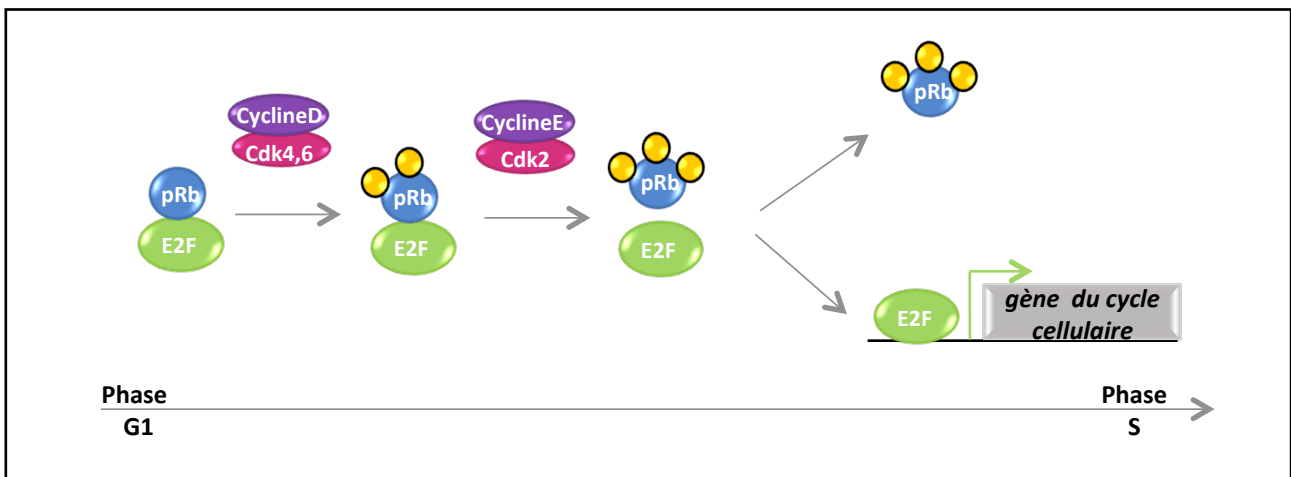 pRb
CyclineD
CyclineE
pRb
Cdk4,6
Cdk2
pRb
pRb
pRb
E2F
E2F
E2F
gène du cycle
cellulaire
E2F
Phase
G1
Phase
S